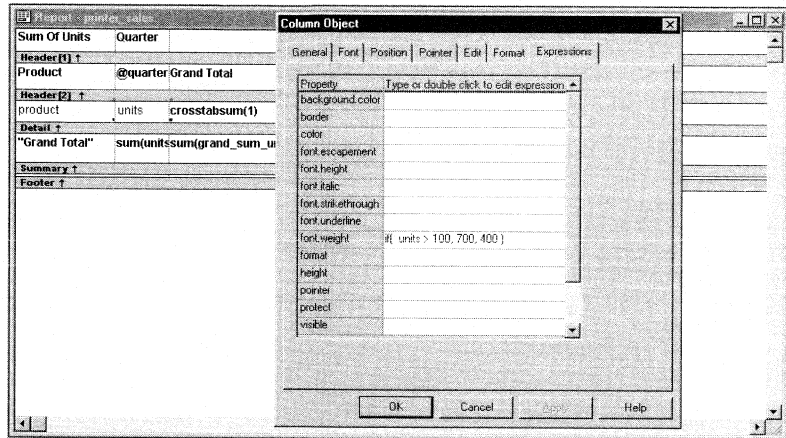 Report - printer_sales
Sum Of Units Quarter
Header[1] ↑
Product @quarter Grand Total
Header[2] ↑
product units crosstabsum(1)
Detail ↑
"Grand Total" sum(units sum(grand_sum_u
Summary ↑
Footer ↑
Column Object
General Font Position Pointer Edit Format Expressions
Property Type or double click to edit expression
background.color
border
color
font.escapement
font.height
font.italic
font.strikethrough
font.underline
font.weight if( units > 100, 700, 400 )
format
height
pointer
protect
visible
OK Cancel Apply Help